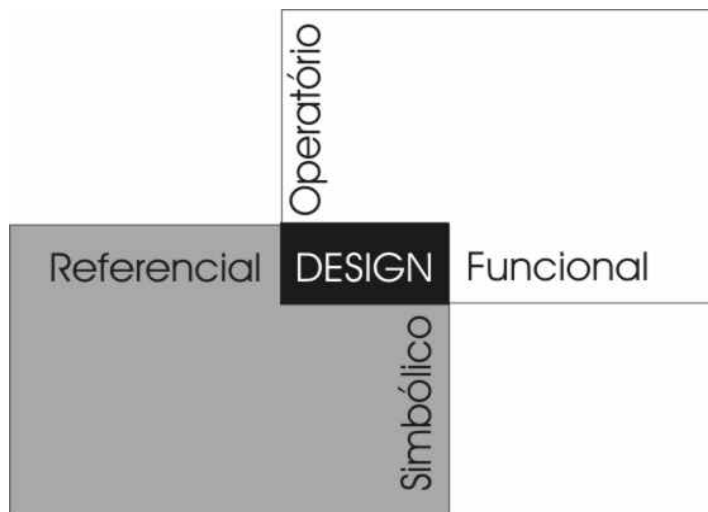 Operatório
Referencial
DESIGN
Funcional
Simbólico